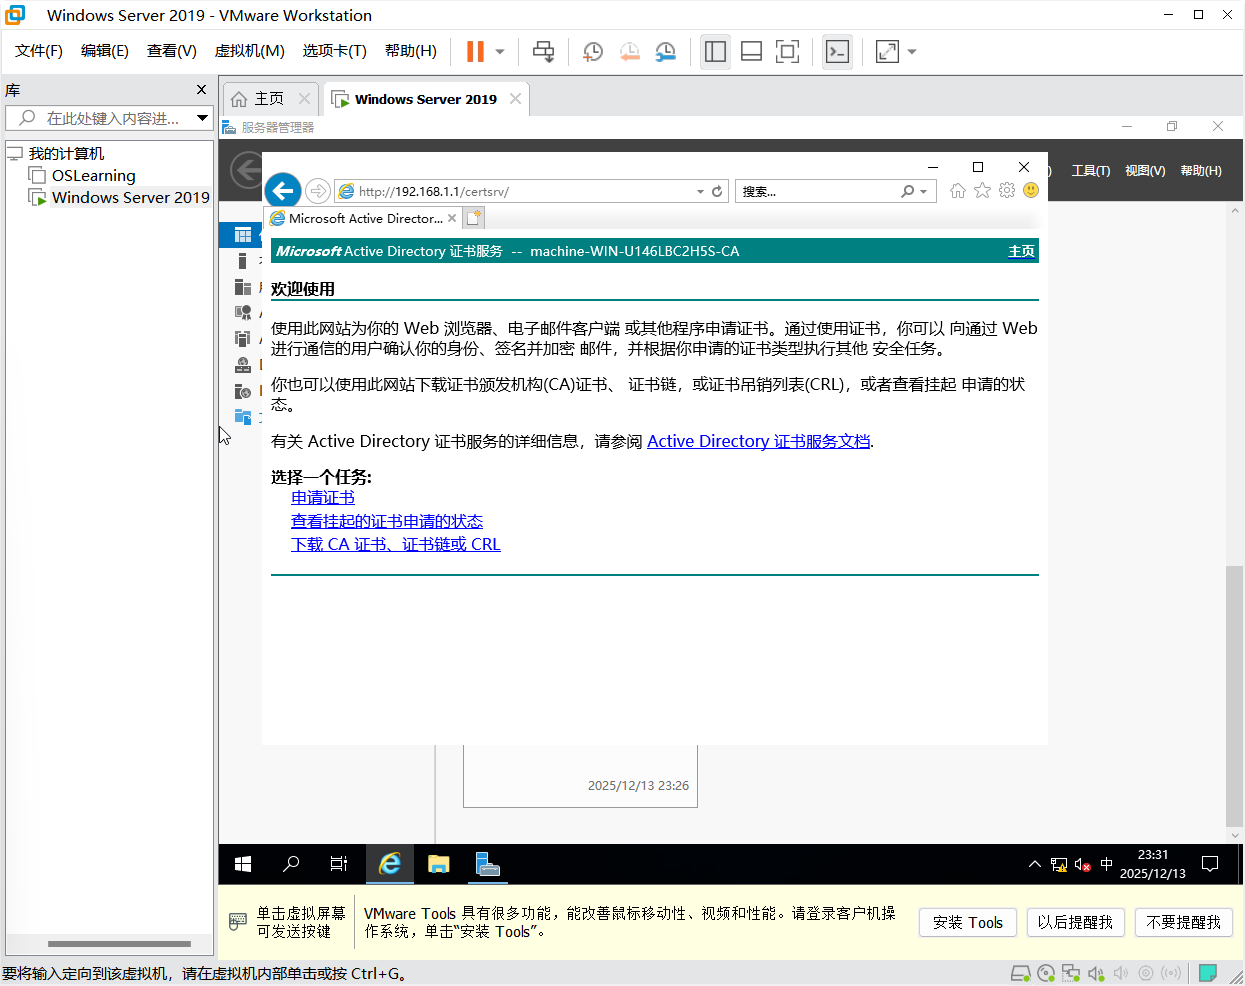 Windows Server 2019 - VMware Workstation
文件(F) 编辑(E) 查看(V) 虚拟机(M) 选项卡(T) 帮助(H)
库
主页
Windows Server 2019
在此处键入内容进...
服务器管理器
我的计算机
OSLearning
Windows Server 2019
工具(T) 视图(V) 帮助(H)
http://192.168.1.1/certsrv/
搜索...
Microsoft Active Director...
Microsoft Active Directory 证书服务 -- machine-WIN-U146LBC2H5S-CA
主页
欢迎使用
使用此网站为你的 Web 浏览器、电子邮件客户端 或其他程序申请证书。通过使用证书，你可以 向通过 Web
进行通信的用户确认你的身份、签名并加密 邮件，并根据你申请的证书类型执行其他 安全任务。
你也可以使用此网站下载证书颁发机构(CA)证书、 证书链，或证书吊销列表(CRL)，或者查看挂起 申请的状
态。
有关 Active Directory 证书服务的详细信息，请参阅 Active Directory 证书服务文档.
选择一个任务:
申请证书
查看挂起的证书申请的状态
下载 CA 证书、证书链或 CRL
2025/12/13 23:26
中
23:31
2025/12/13
单击虚拟屏幕
可发送按键
VMware Tools 具有很多功能，能改善鼠标移动性、视频和性能。请登录客户机操
作系统，单击“安装 Tools”。
安装 Tools
以后提醒我
不要提醒我
要将输入定向到该虚拟机，请在虚拟机内部单击或按 Ctrl+G。